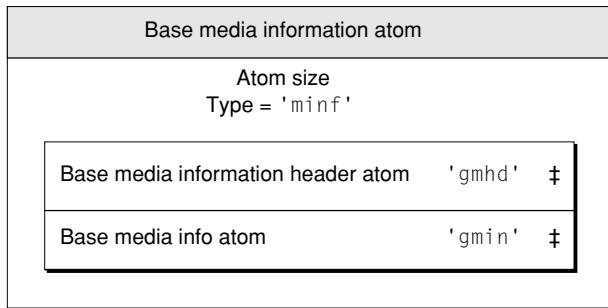 Base media information atom
Atom size
Type = 'minf'
Base media information header atom 'gmhd' ‡
Base media info atom 'gmin' ‡